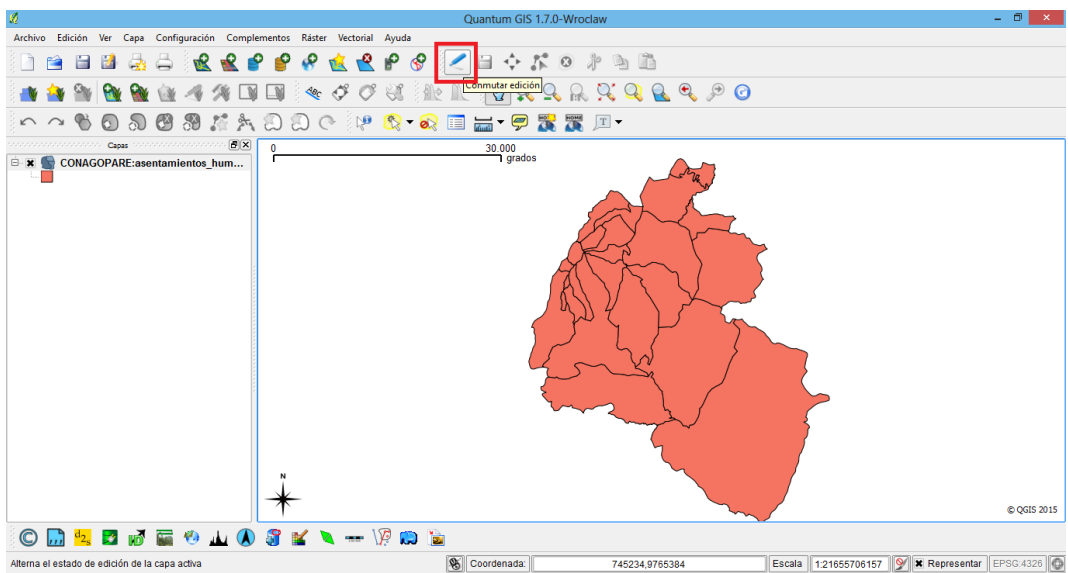 Quantum GIS 1.7.0-Wroclaw
Archivo Edición Ver Capa Configuración Complementos Ráster Vectorial Ayuda
Conmutar edición
Capas
CONAGOPARE:asentamientos_hum...
0 30.000
grados
N
© QGIS 2015
Alterna el estado de edición de la capa activa Coordenada: 745234,9765384 Escala 1:21655706157 Representar EPSG:4326